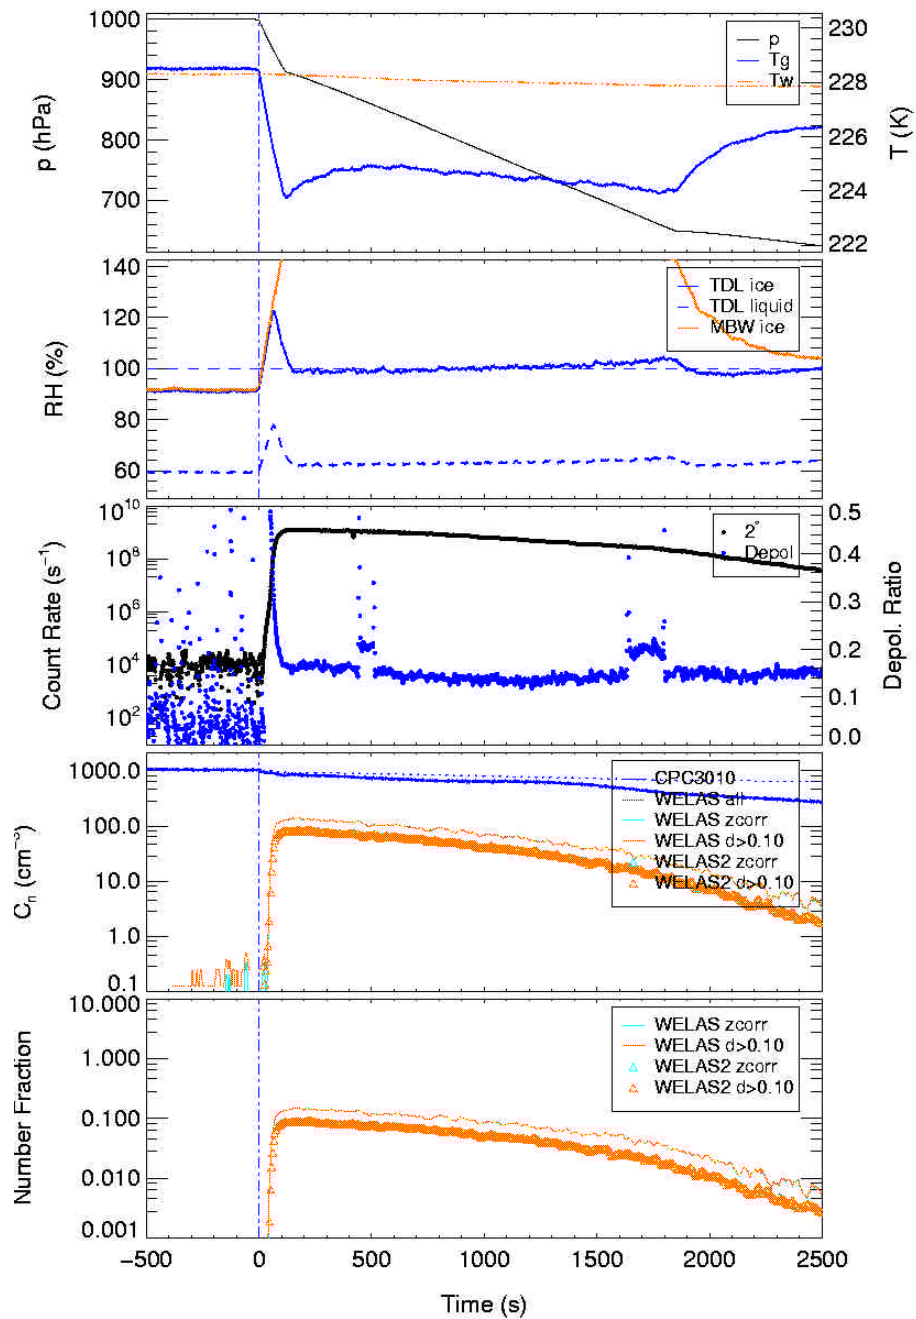 1000
900
800
700
p (hPa)
230
228
226
224
222
T (K)
p
Tg
Tw
140
120
100
80
60
RH (%)
TDL ice
TDL liquid
MBW ice
10^10
10^8
10^6
10^4
10^2
Count Rate (s^−1)
0.5
0.4
0.3
0.2
0.1
0.0
Depol. Ratio
2°
Depol
1000.0
100.0
10.0
1.0
0.1
C_n (cm^−3)
CPC3010
WELAS all
WELAS zcorr
WELAS d>0.10
WELAS2 zcorr
WELAS2 d>0.10
10.000
1.000
0.100
0.010
0.001
Number Fraction
WELAS zcorr
WELAS d>0.10
WELAS2 zcorr
WELAS2 d>0.10
−500 0 500 1000 1500 2000 2500
Time (s)